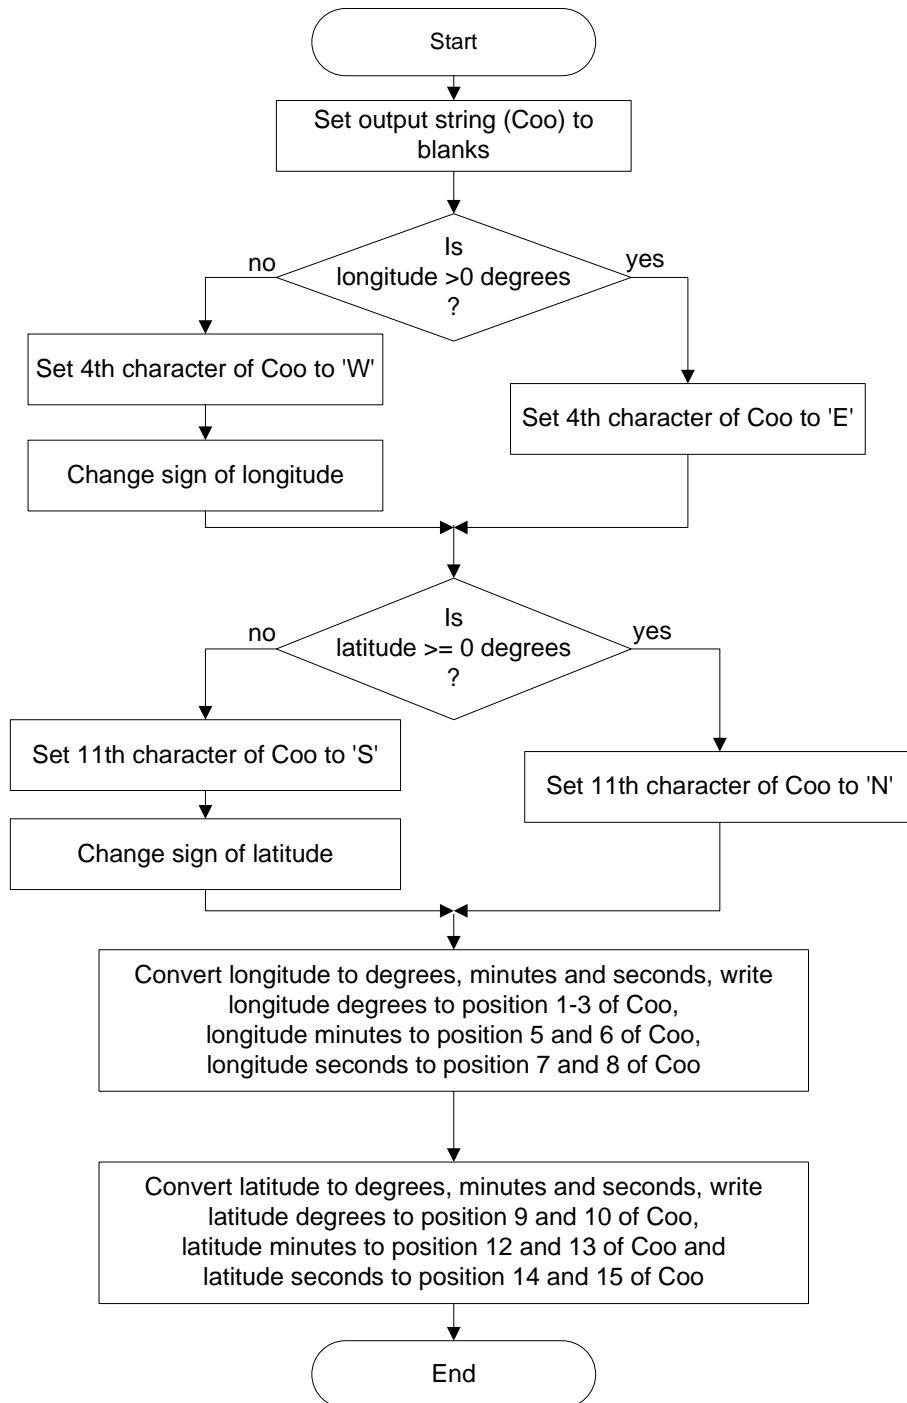 Start
Set output string (Coo) to
blanks
Is
longitude >0 degrees
?
no
yes
Set 4th character of Coo to 'W'
Set 4th character of Coo to 'E'
Change sign of longitude
Is
latitude >= 0 degrees
?
no
yes
Set 11th character of Coo to 'S'
Set 11th character of Coo to 'N'
Change sign of latitude
Convert longitude to degrees, minutes and seconds, write
longitude degrees to position 1-3 of Coo,
longitude minutes to position 5 and 6 of Coo,
longitude seconds to position 7 and 8 of Coo
Convert latitude to degrees, minutes and seconds, write
latitude degrees to position 9 and 10 of Coo,
latitude minutes to position 12 and 13 of Coo and
latitude seconds to position 14 and 15 of Coo
End